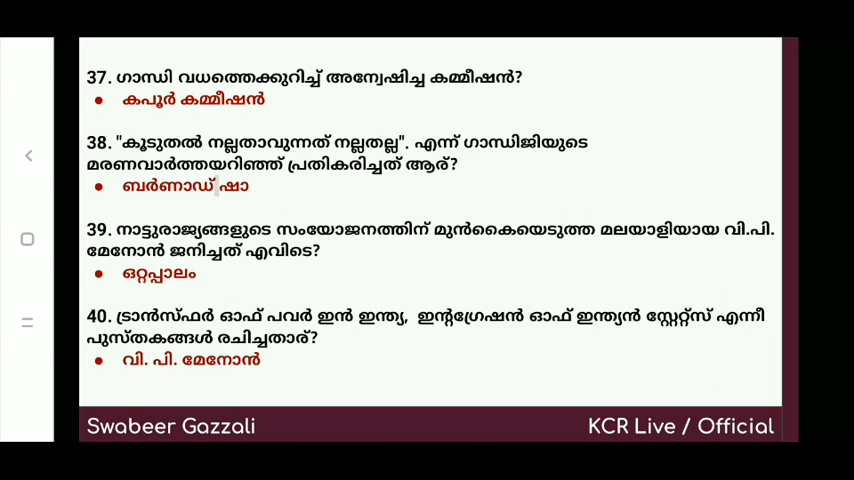 37. ഗാന്ധി വധത്തെക്കുറിച്ച് അന്വേഷിച്ച കമ്മീഷൻ?
● കപൂർ കമ്മീഷൻ
38. "കൂടുതൽ നല്ലതാവുന്നത് നല്ലതല്ല". എന്ന് ഗാന്ധിജിയുടെ
മരണവാർത്തയറിഞ്ഞ് പ്രതികരിച്ചത് ആര്?
● ബർണാഡ് ഷാ
39. നാട്ടുരാജ്യങ്ങളുടെ സംയോജനത്തിന് മുൻകൈയെടുത്ത മലയാളിയായ വി.പി.
മേനോൻ ജനിച്ചത് എവിടെ?
● ഒറ്റപ്പാലം
40. ട്രാൻസ്ഫർ ഓഫ് പവർ ഇൻ ഇന്ത്യ, ഇന്റഗ്രേഷൻ ഓഫ് ഇന്ത്യൻ സ്റ്റേറ്റ്സ് എന്നീ
പുസ്തകങ്ങൾ രചിച്ചതാര്?
● വി. പി. മേനോൻ
Swabeer Gazzali KCR Live / Official